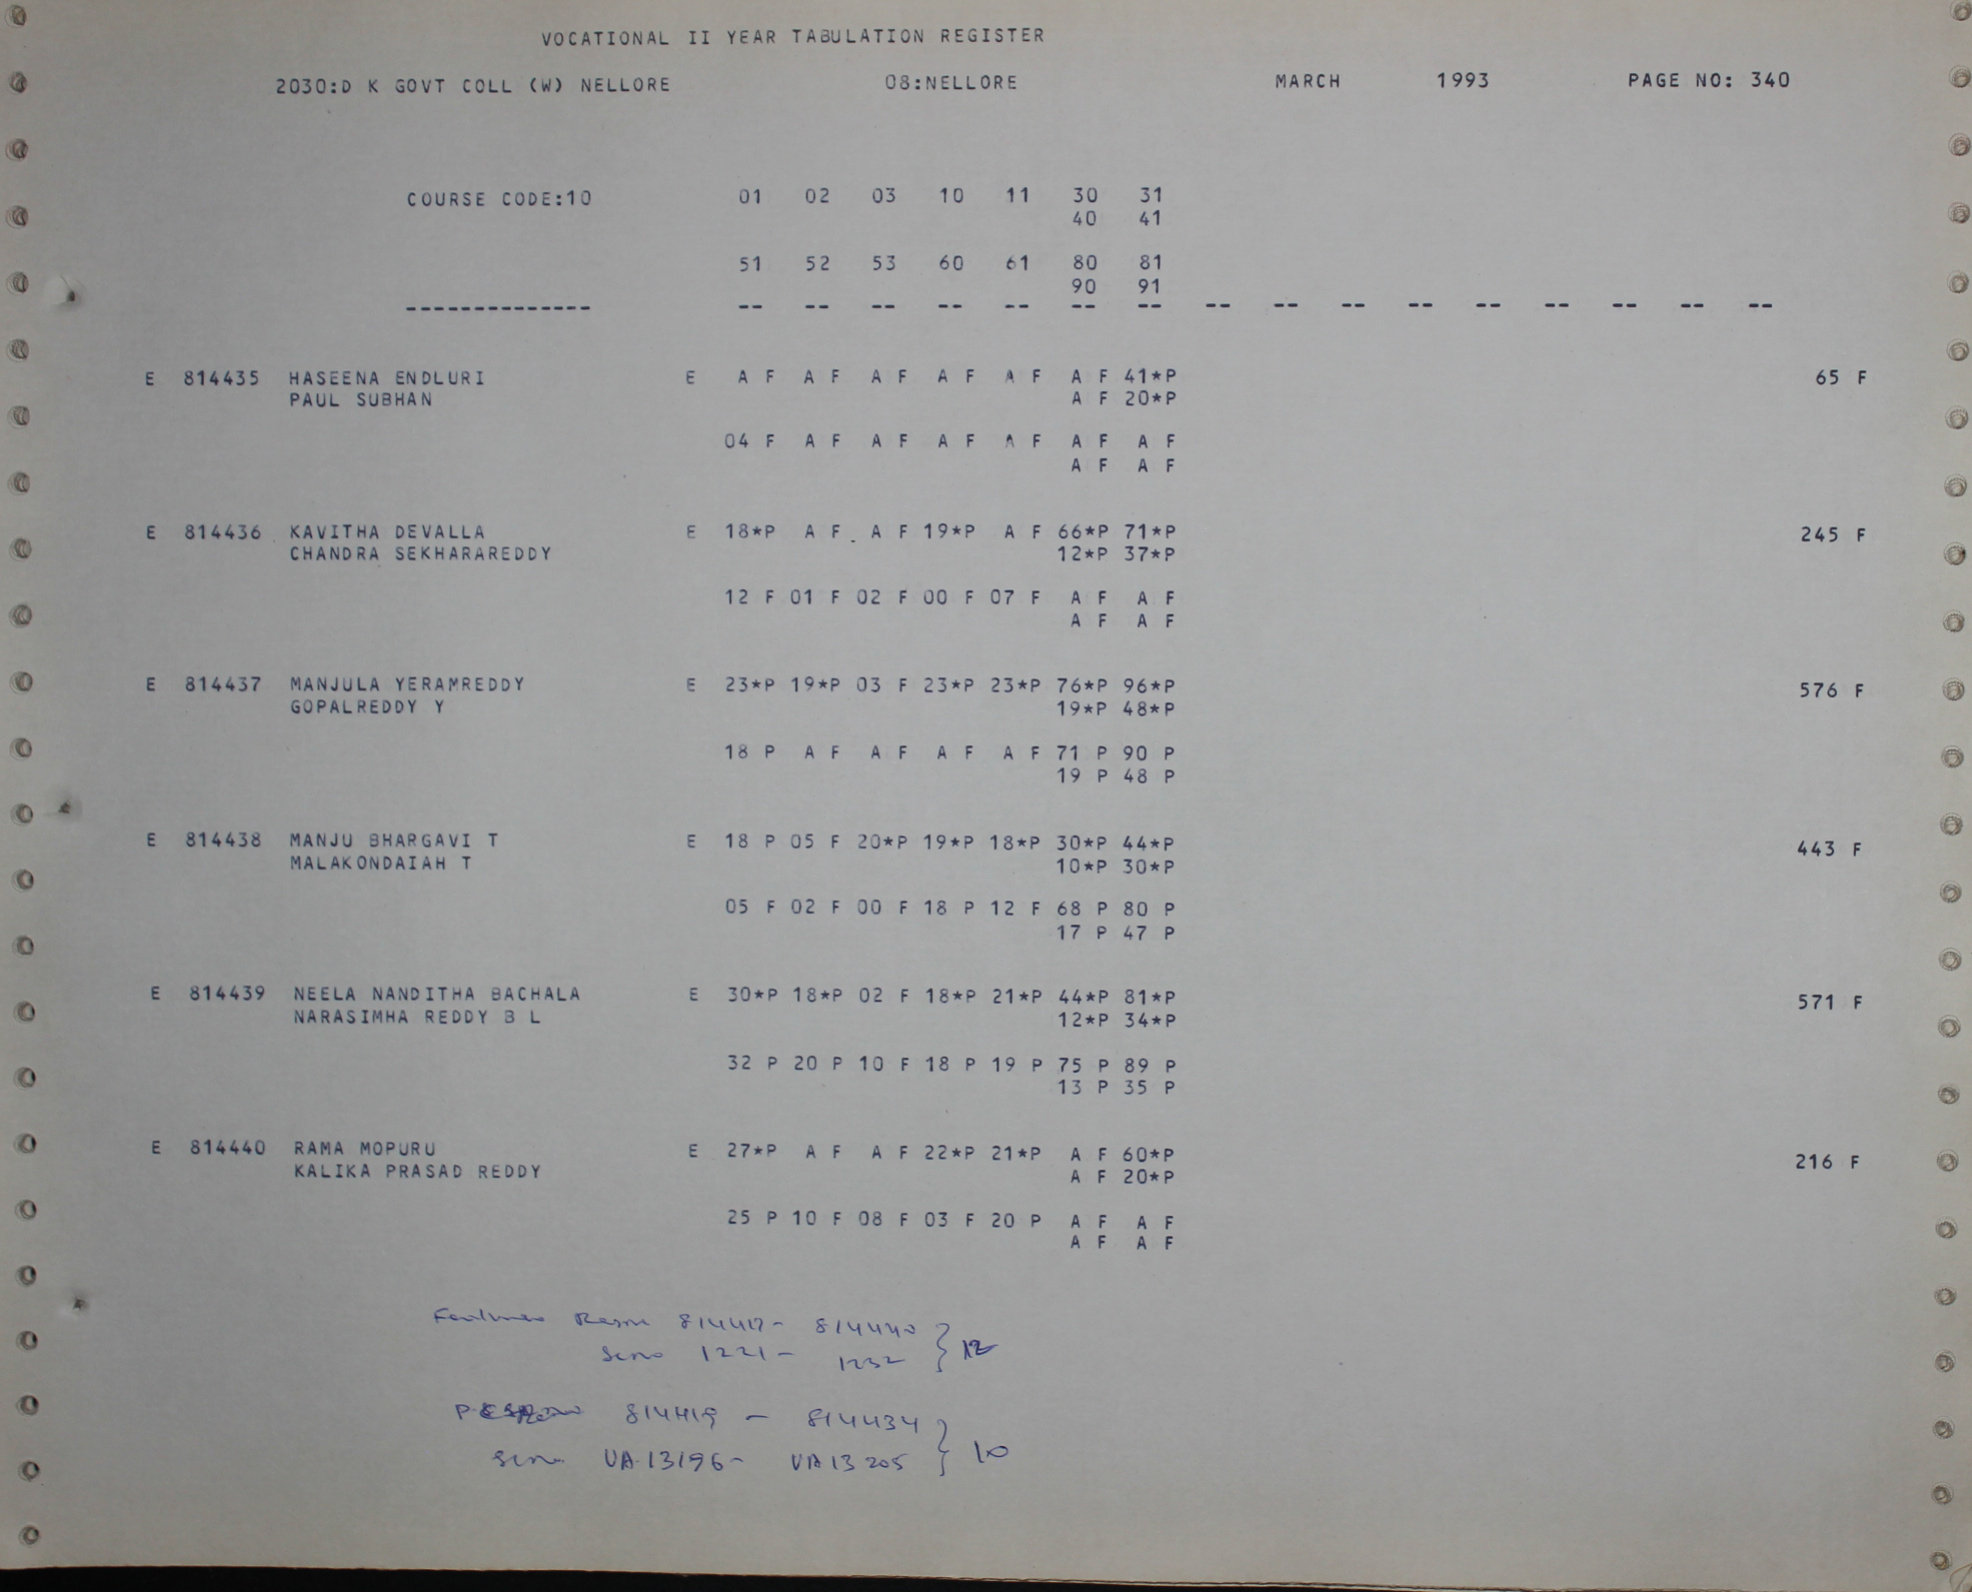 VOCATIONAL II YEAR TABULATION REGISTER
2030:D K GOVT COLL (W) NELLORE 08:NELLORE MARCH 1993 PAGE NO: 340
COURSE CODE:10 01 02 03 10 11 30 31
40 41
51 52 53 60 61 80 81
90 91
-------------- -- -- -- -- -- -- -- -- -- -- -- -- -- -- -- --
E 814435 HASEENA ENDLURI E A F A F A F A F A F A F 41*P 65 F
PAUL SUBHAN A F 20*P
04 F A F A F A F A F A F A F
A F A F
E 814436 KAVITHA DEVALLA E 18*P A F A F 19*P A F 66*P 71*P 245 F
CHANDRA SEKHARAREDDY 12*P 37*P
12 F 01 F 02 F 00 F 07 F A F A F
A F A F
E 814437 MANJULA YERAMREDDY E 23*P 19*P 03 F 23*P 23*P 76*P 96*P 576 F
GOPALREDDY Y 19*P 48*P
18 P A F A F A F A F 71 P 90 P
19 P 48 P
E 814438 MANJU BHARGAVI T E 18 P 05 F 20*P 19*P 18*P 30*P 44*P 443 F
MALAKONDAIAH T 10*P 30*P
05 F 02 F 00 F 18 P 12 F 68 P 80 P
17 P 47 P
E 814439 NEELA NANDITHA BACHALA E 30*P 18*P 02 F 18*P 21*P 44*P 81*P 571 F
NARASIMHA REDDY B L 12*P 34*P
32 P 20 P 10 F 18 P 19 P 75 P 89 P
13 P 35 P
E 814440 RAMA MOPURU E 27*P A F A F 22*P 21*P A F 60*P 216 F
KALIKA PRASAD REDDY A F 20*P
25 P 10 F 08 F 03 F 20 P A F A F
A F A F
814440 } 12
1221 - 1232
814419 - 814434 } 10
VA 13196 - VA 13205